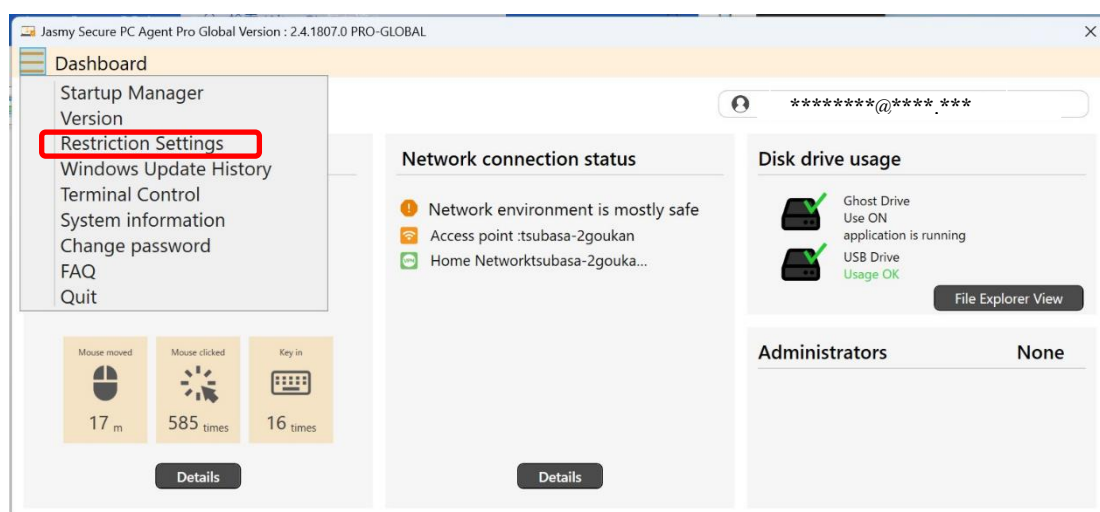 Jasmy Secure PC Agent Pro Global Version : 2.4.1807.0 PRO-GLOBAL
Dashboard
Startup Manager
Version
Restriction Settings
Windows Update History
Terminal Control
System information
Change password
FAQ
Quit
********@****.***
Mouse moved
17 m
Mouse clicked
585 times
Key in
16 times
Details
Network connection status
Network environment is mostly safe
Access point :tsubasa-2goukan
VPN
Home Networktsubasa-2gouka...
Details
Disk drive usage
Ghost Drive
Use ON
application is running
USB Drive
Usage OK
File Explorer View
Administrators None